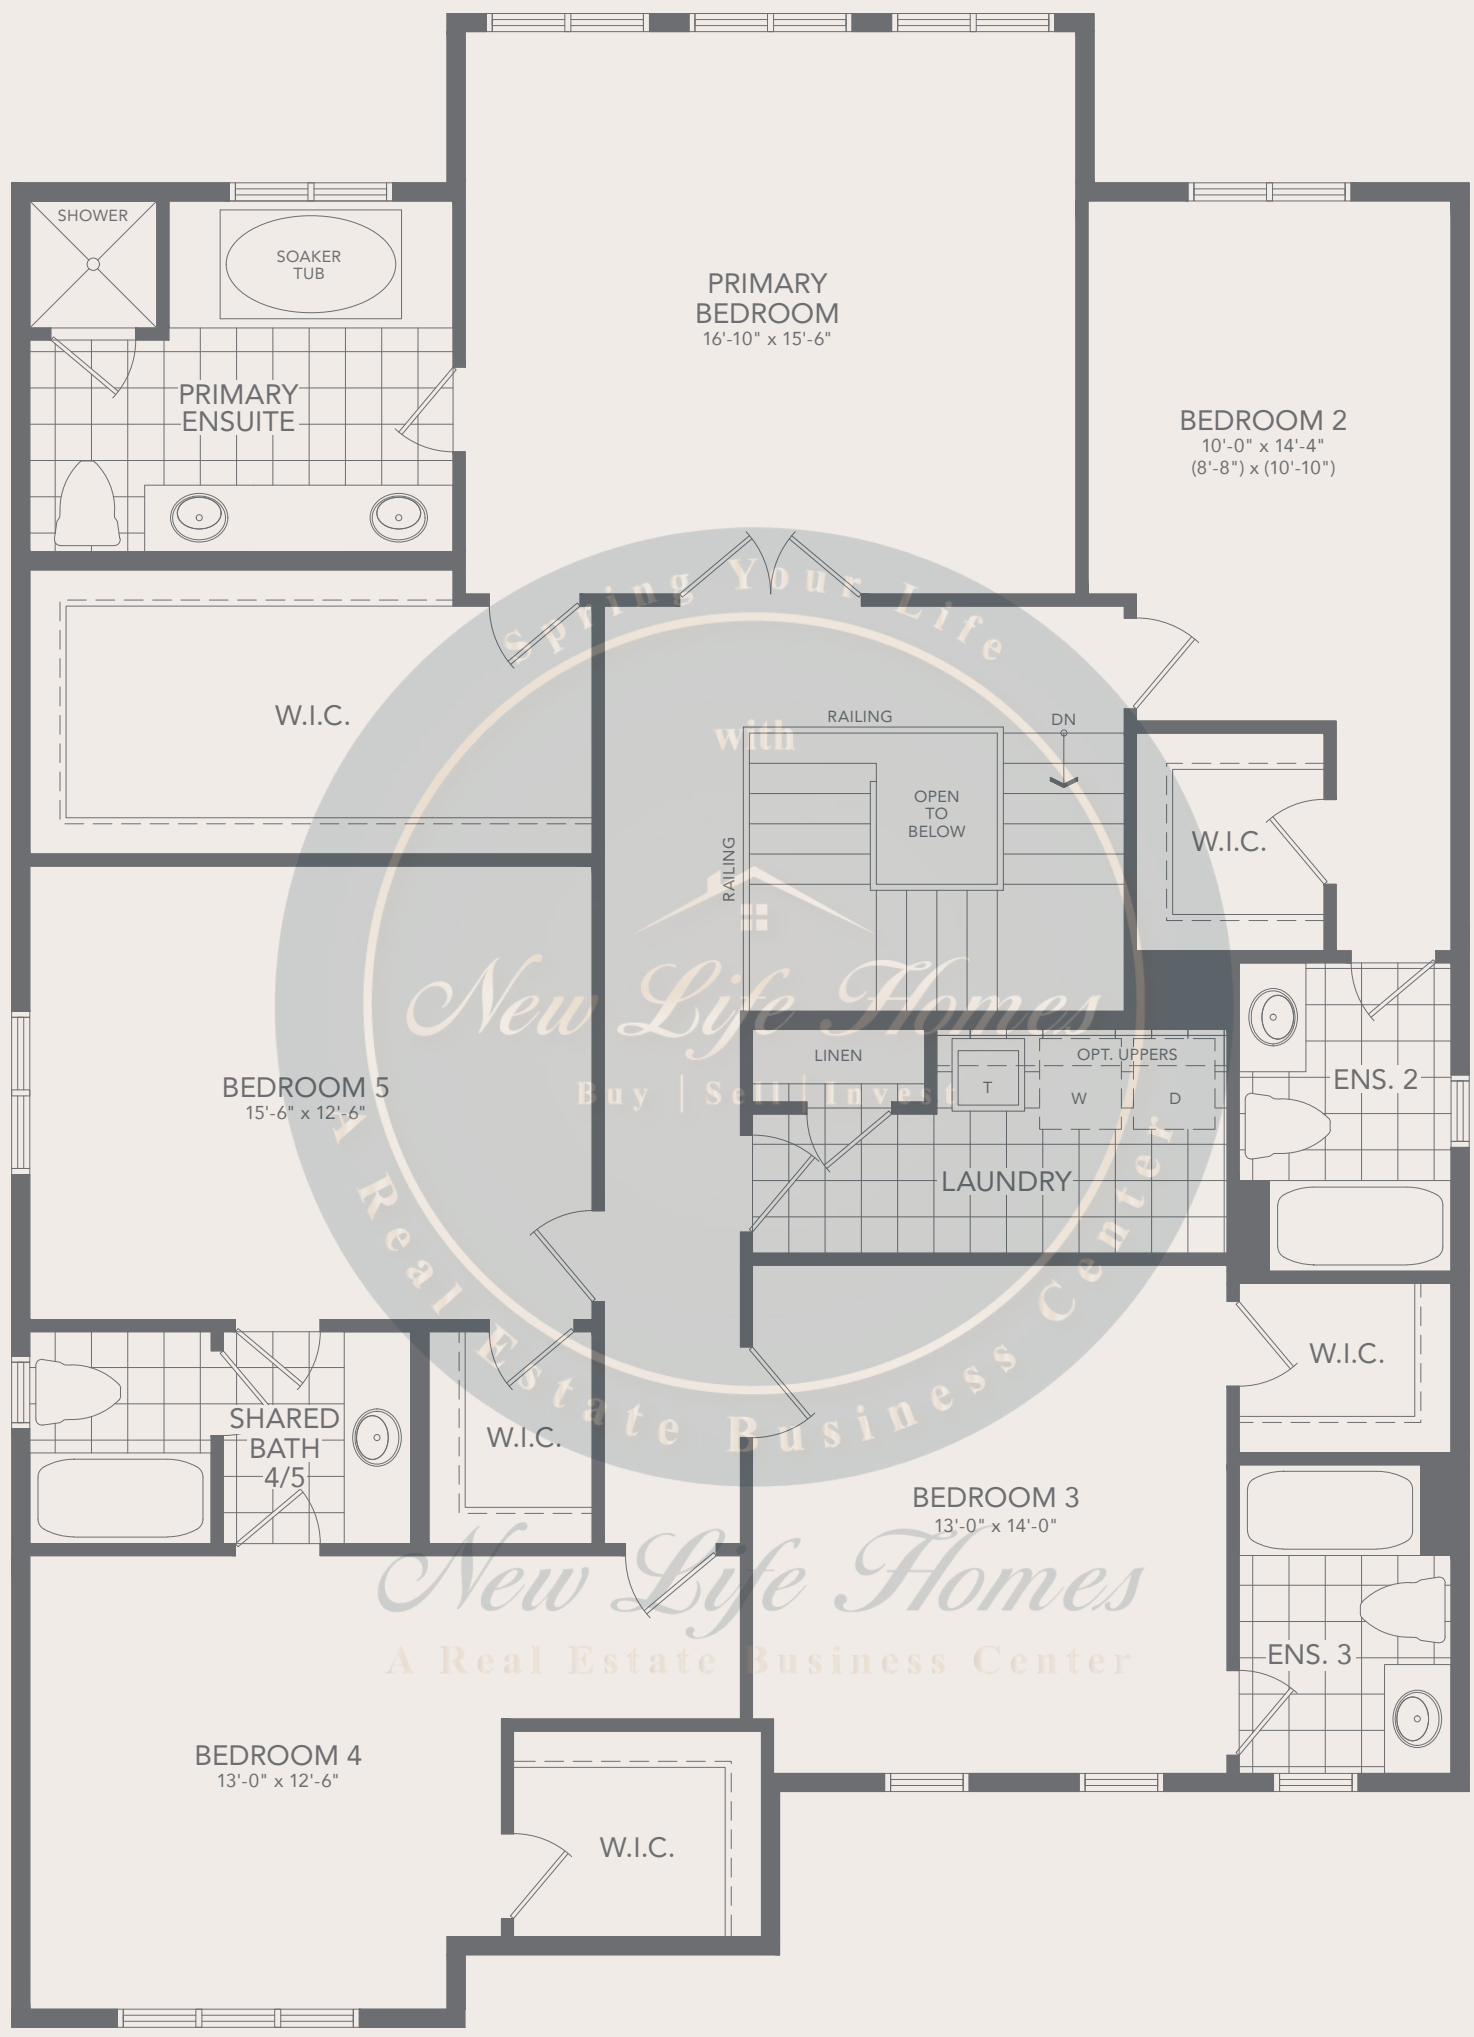 SHOWER
SOAKER
TUB
PRIMARY
BEDROOM
16'-10" x 15'-6"
PRIMARY
ENSUITE
BEDROOM 2
10'-0" x 14'-4"
(8'-8") x (10'-10")
Spring Your Life
with
W.I.C.
RAILING
DN
OPEN
TO
BELOW
RAILING
W.I.C.
New Life Homes
Buy | Sell | Invest
A Real Estate Business Center
LINEN
OPT. UPPERS
T
W
D
ENS. 2
BEDROOM 5
15'-6" x 12'-6"
LAUNDRY
W.I.C.
SHARED
BATH
4/5
W.I.C.
BEDROOM 3
13'-0" x 14'-0"
New Life Homes
A Real Estate Business Center
ENS. 3
BEDROOM 4
13'-0" x 12'-6"
W.I.C.